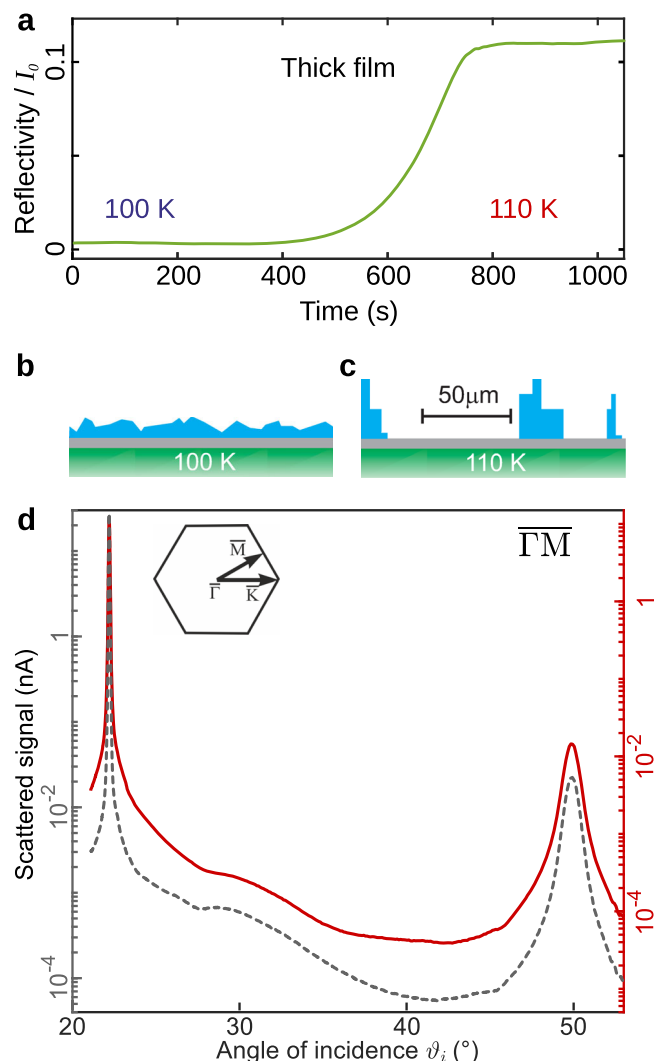 a
Reflectivity / I₀
0.1
0
Thick film
100 K
110 K
0 200 400 600 800 1000
Time (s)
b
c
50μm
100 K
110 K
d
Scattered signal (nA)
1
10⁻²
10⁻⁴
M̅
Γ̅
K̅
Γ̅M̅
1
10⁻²
10⁻⁴
20 30 40 50
Angle of incidence ϑᵢ (°)